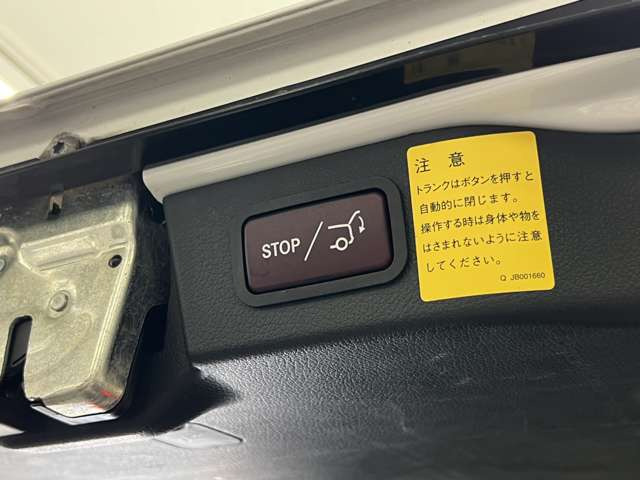 STOP/
注意
トランクはボタンを押すと
自動的に閉じます。
操作する時は身体や物を
はさまれないように注意
してください。
Q JB001660